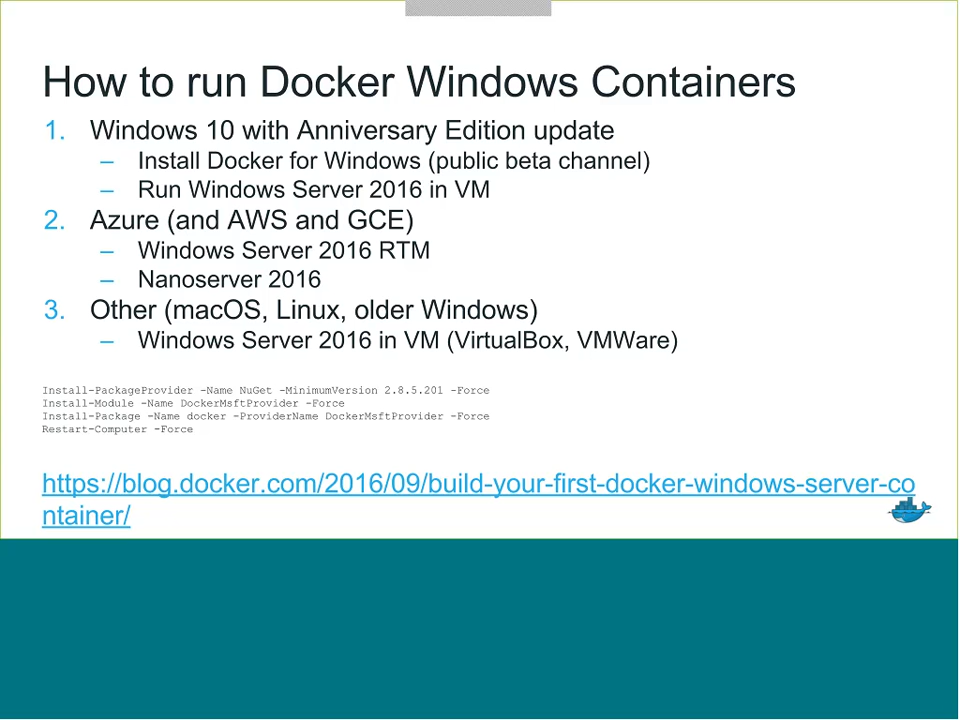 How to run Docker Windows Containers
1. Windows 10 with Anniversary Edition update
– Install Docker for Windows (public beta channel)
– Run Windows Server 2016 in VM
2. Azure (and AWS and GCE)
– Windows Server 2016 RTM
– Nanoserver 2016
3. Other (macOS, Linux, older Windows)
– Windows Server 2016 in VM (VirtualBox, VMWare)
Install-PackageProvider -Name NuGet -MinimumVersion 2.8.5.201 -Force
Install-Module -Name DockerMsftProvider -Force
Install-Package -Name docker -ProviderName DockerMsftProvider -Force
Restart-Computer -Force
https://blog.docker.com/2016/09/build-your-first-docker-windows-server-co
ntainer/